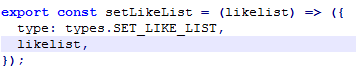 export const setLikeList = (likelist) => ({
  type: types.SET_LIKE_LIST,
  likelist,
});